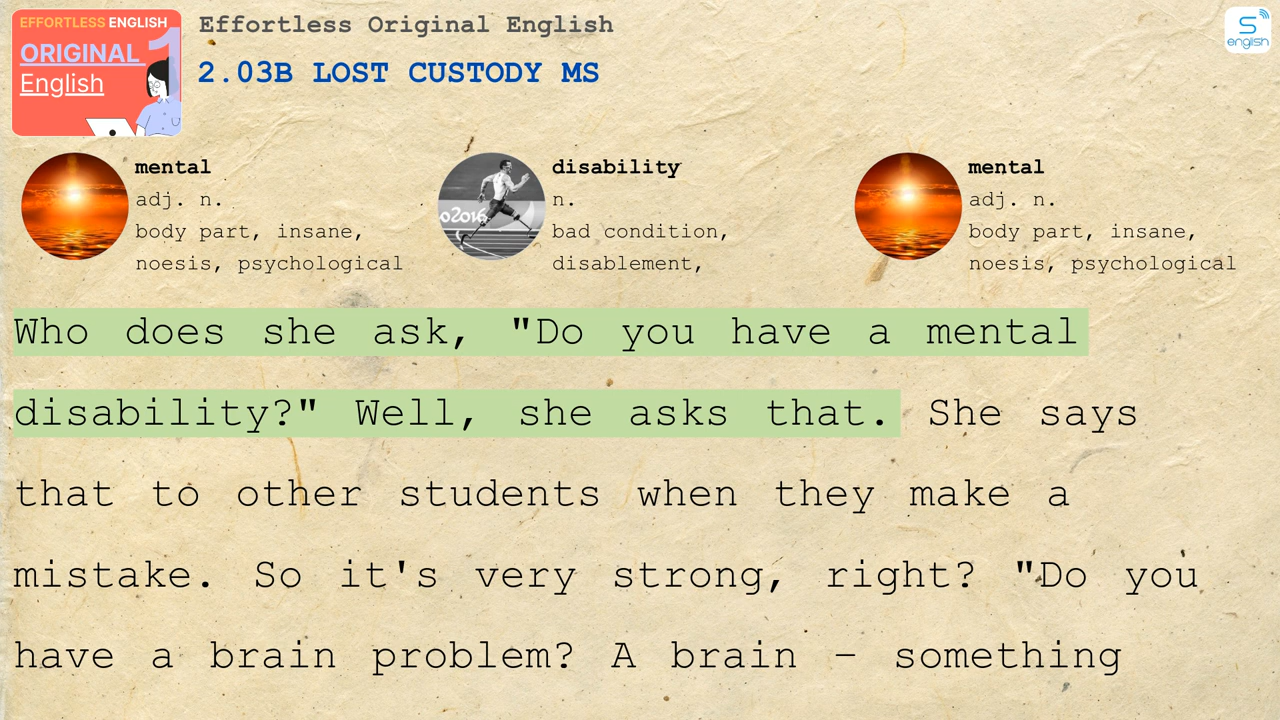 EFFORTLESS ENGLISH
ORIGINAL 1
English
Effortless Original English
2.03B LOST CUSTODY MS
S
english
mental
adj. n.
body part, insane,
noesis, psychological
o2016
disability
n.
bad condition,
disablement,
mental
adj. n.
body part, insane,
noesis, psychological
Who does she ask, "Do you have a mental
disability?" Well, she asks that. She says
that to other students when they make a
mistake. So it's very strong, right? "Do you
have a brain problem? A brain – something